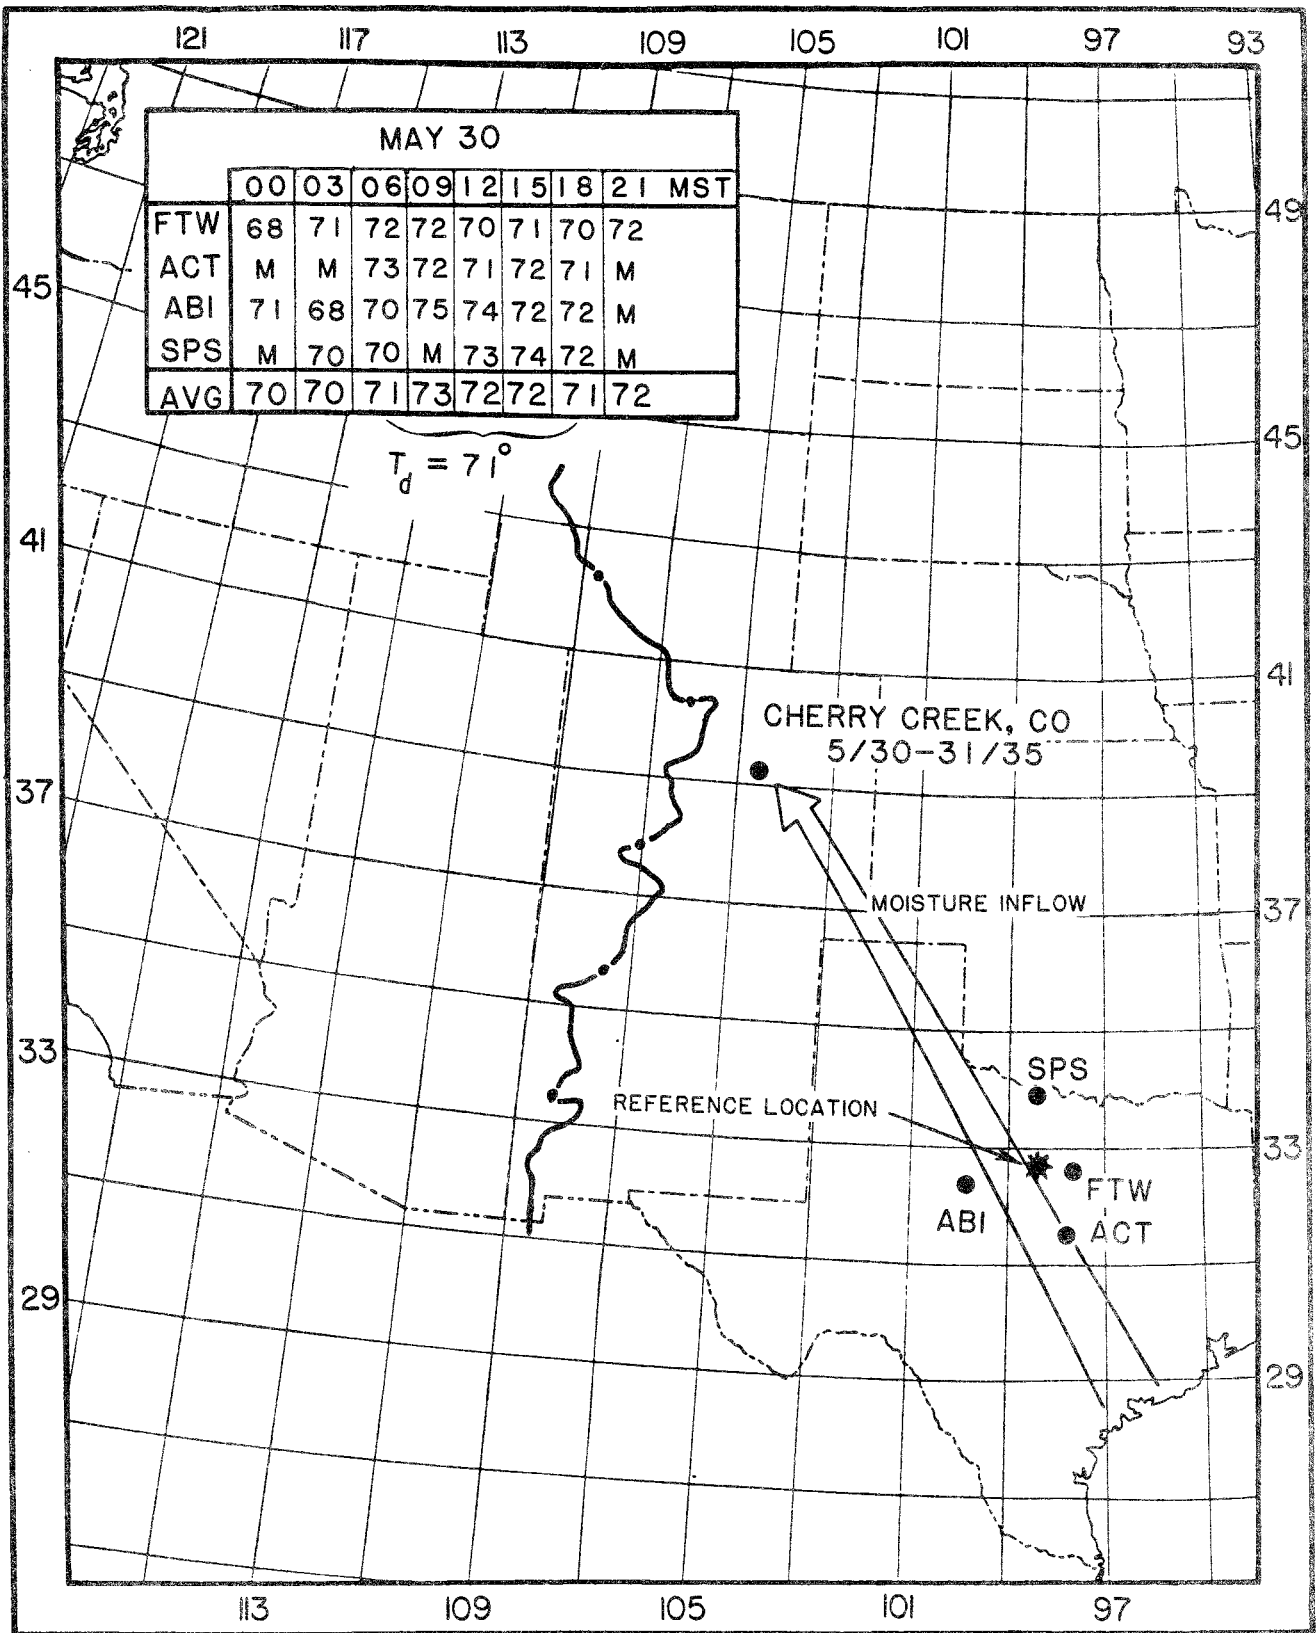 121 117 113 109 105 101 97 93
MAY 30
00 03 06 09 12 15 18 21 MST
FTW 68 71 72 72 70 71 70 72
ACT M M 73 72 71 72 71 M
ABI 71 68 70 75 74 72 72 M
SPS M 70 70 M 73 74 72 M
AVG 70 70 71 73 72 72 71 72
Td = 71°
49
45
45
41
41
CHERRY CREEK, CO
5/30-31/35
37
MOISTURE INFLOW
37
33
SPS
REFERENCE LOCATION
33
FTW
ABI
ACT
29
29
113 109 105 101 97